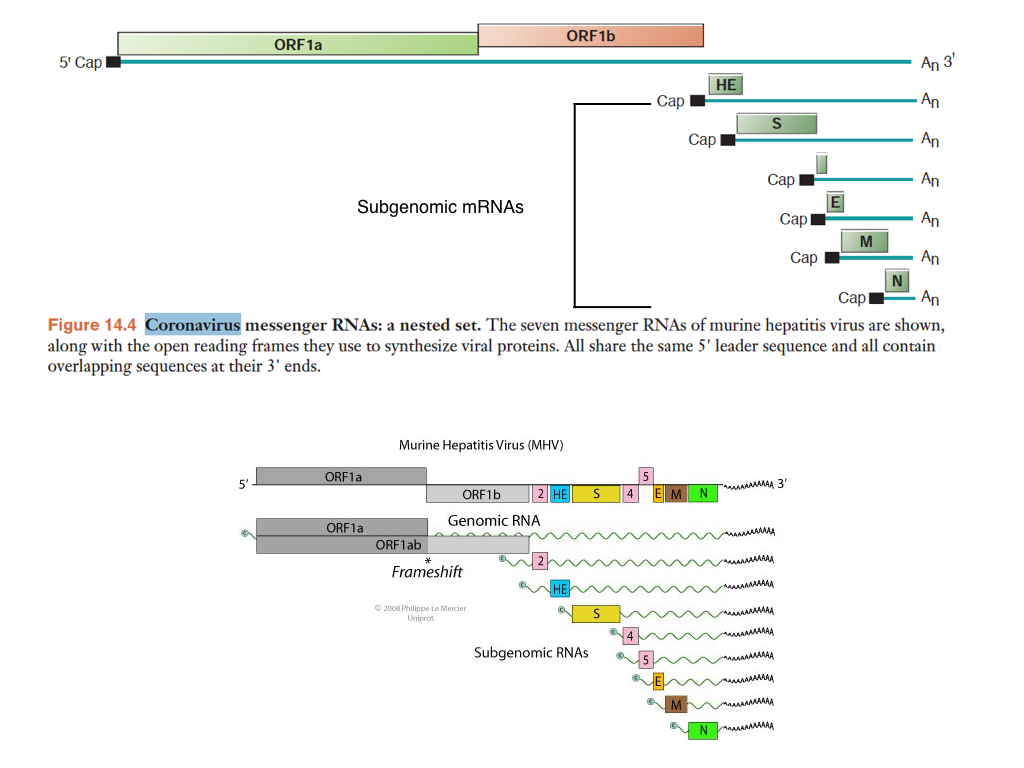 ORF1a
ORF1b
5' Cap
An 3'
HE
Cap
An
S
Cap
An
Cap
An
E
Cap
An
M
Cap
An
N
Cap
An
Subgenomic mRNAs
Figure 14.4 Coronavirus messenger RNAs: a nested set. The seven messenger RNAs of murine hepatitis virus are shown,
along with the open reading frames they use to synthesize viral proteins. All share the same 5' leader sequence and all contain
overlapping sequences at their 3' ends.
Murine Hepatitis Virus (MHV)
5'
ORF1a
ORF1b
2
HE
S
4
5
E
M
N
3'
Genomic RNA
C
ORF1a
ORF1ab
*
Frameshift
C
2
C
HE
© 2008 Philippe Le Mercier
Uniprot
C
S
C
4
Subgenomic RNAs
C
5
C
E
C
M
C
N